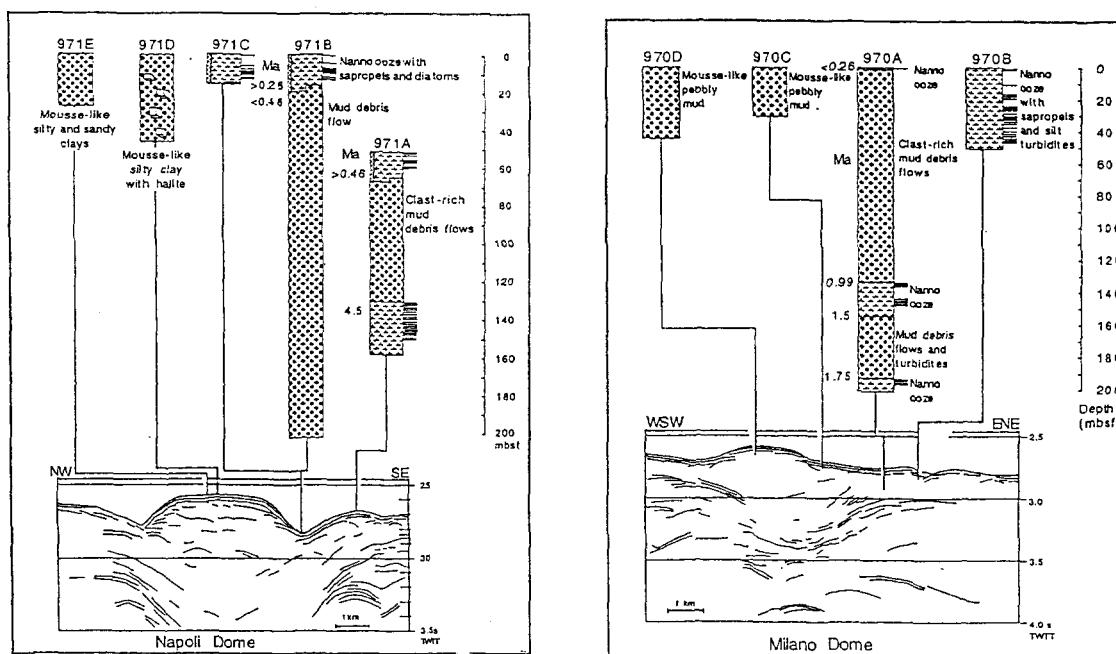 971E
971D
971C
971B
0
Ma
Nanno ooze with
sapropels and diatoms
>0.25
<0.46
20
Mousse-like
silty and sandy
clays
Mud debris
flow
40
971A
Mousse-like
silty clay
with halite
Ma
>0.46
60
Clast-rich
mud
debris flows
80
100
120
4.5
140
160
180
200
mbsf
NW
SE
2.5
3.0
1km
3.5s
TWTT
Napoli Dome
970D
970C
970A
970B
<0.26
Nanno
ooze
Mousse-like
pebbly
mud
Mousse-like
pebbly
mud
Nanno
ooze
with
sapropels
and silt
turbidites
0
20
40
Ma
Clast-rich
mud debris
flows
60
80
100
120
0.99
Nanno
ooze
140
1.5
160
Mud debris
flows and
turbidites
180
1.75
Nanno
ooze
200
Depth
(mbsf)
WSW
ENE
2.5
3.0
3.5
1 km
4.0 s
TWTT
Milano Dome